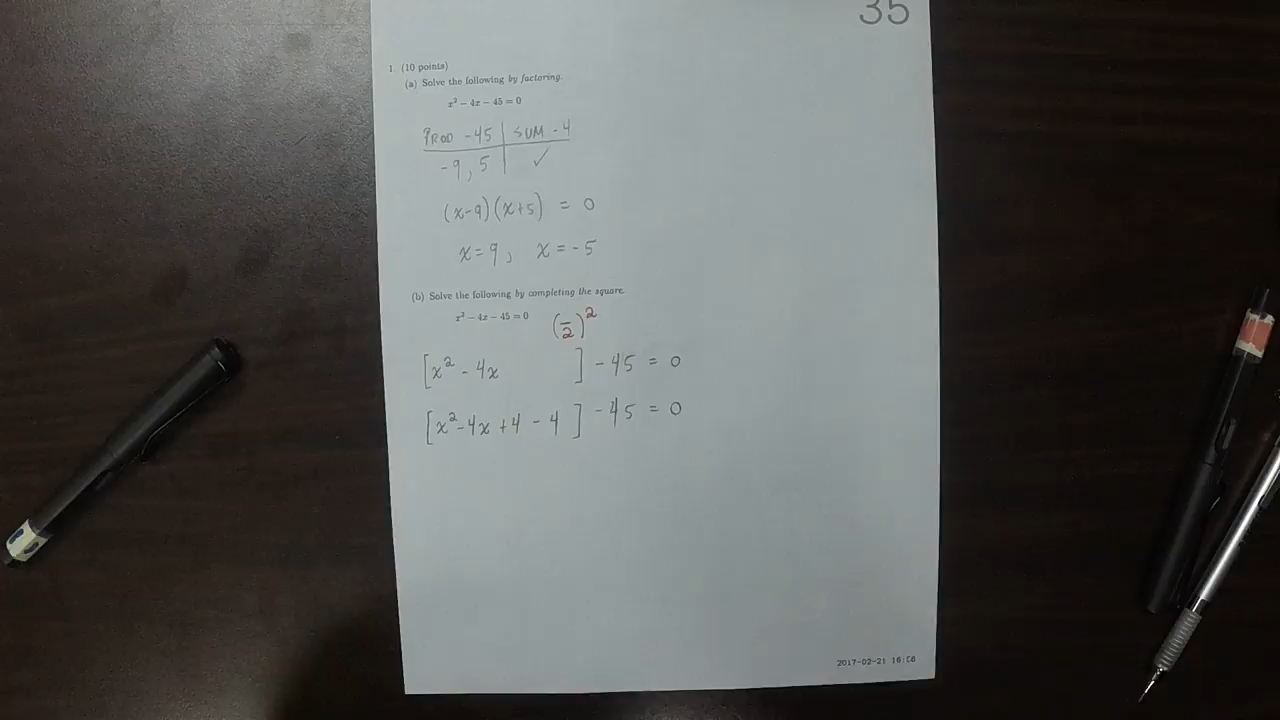 35
1. (10 points)
(a) Solve the following by factoring.
x² − 4x − 45 = 0
PROD -45 | SUM -4
-9, 5 | ✓
(x-9)(x+5) = 0
x=9, x=-5
(b) Solve the following by completing the square.
x² − 4x − 45 = 0 (—/2)²
[x² - 4x ] - 45 = 0
[x² - 4x + 4 - 4 ] - 45 = 0
2017-02-21 16:06